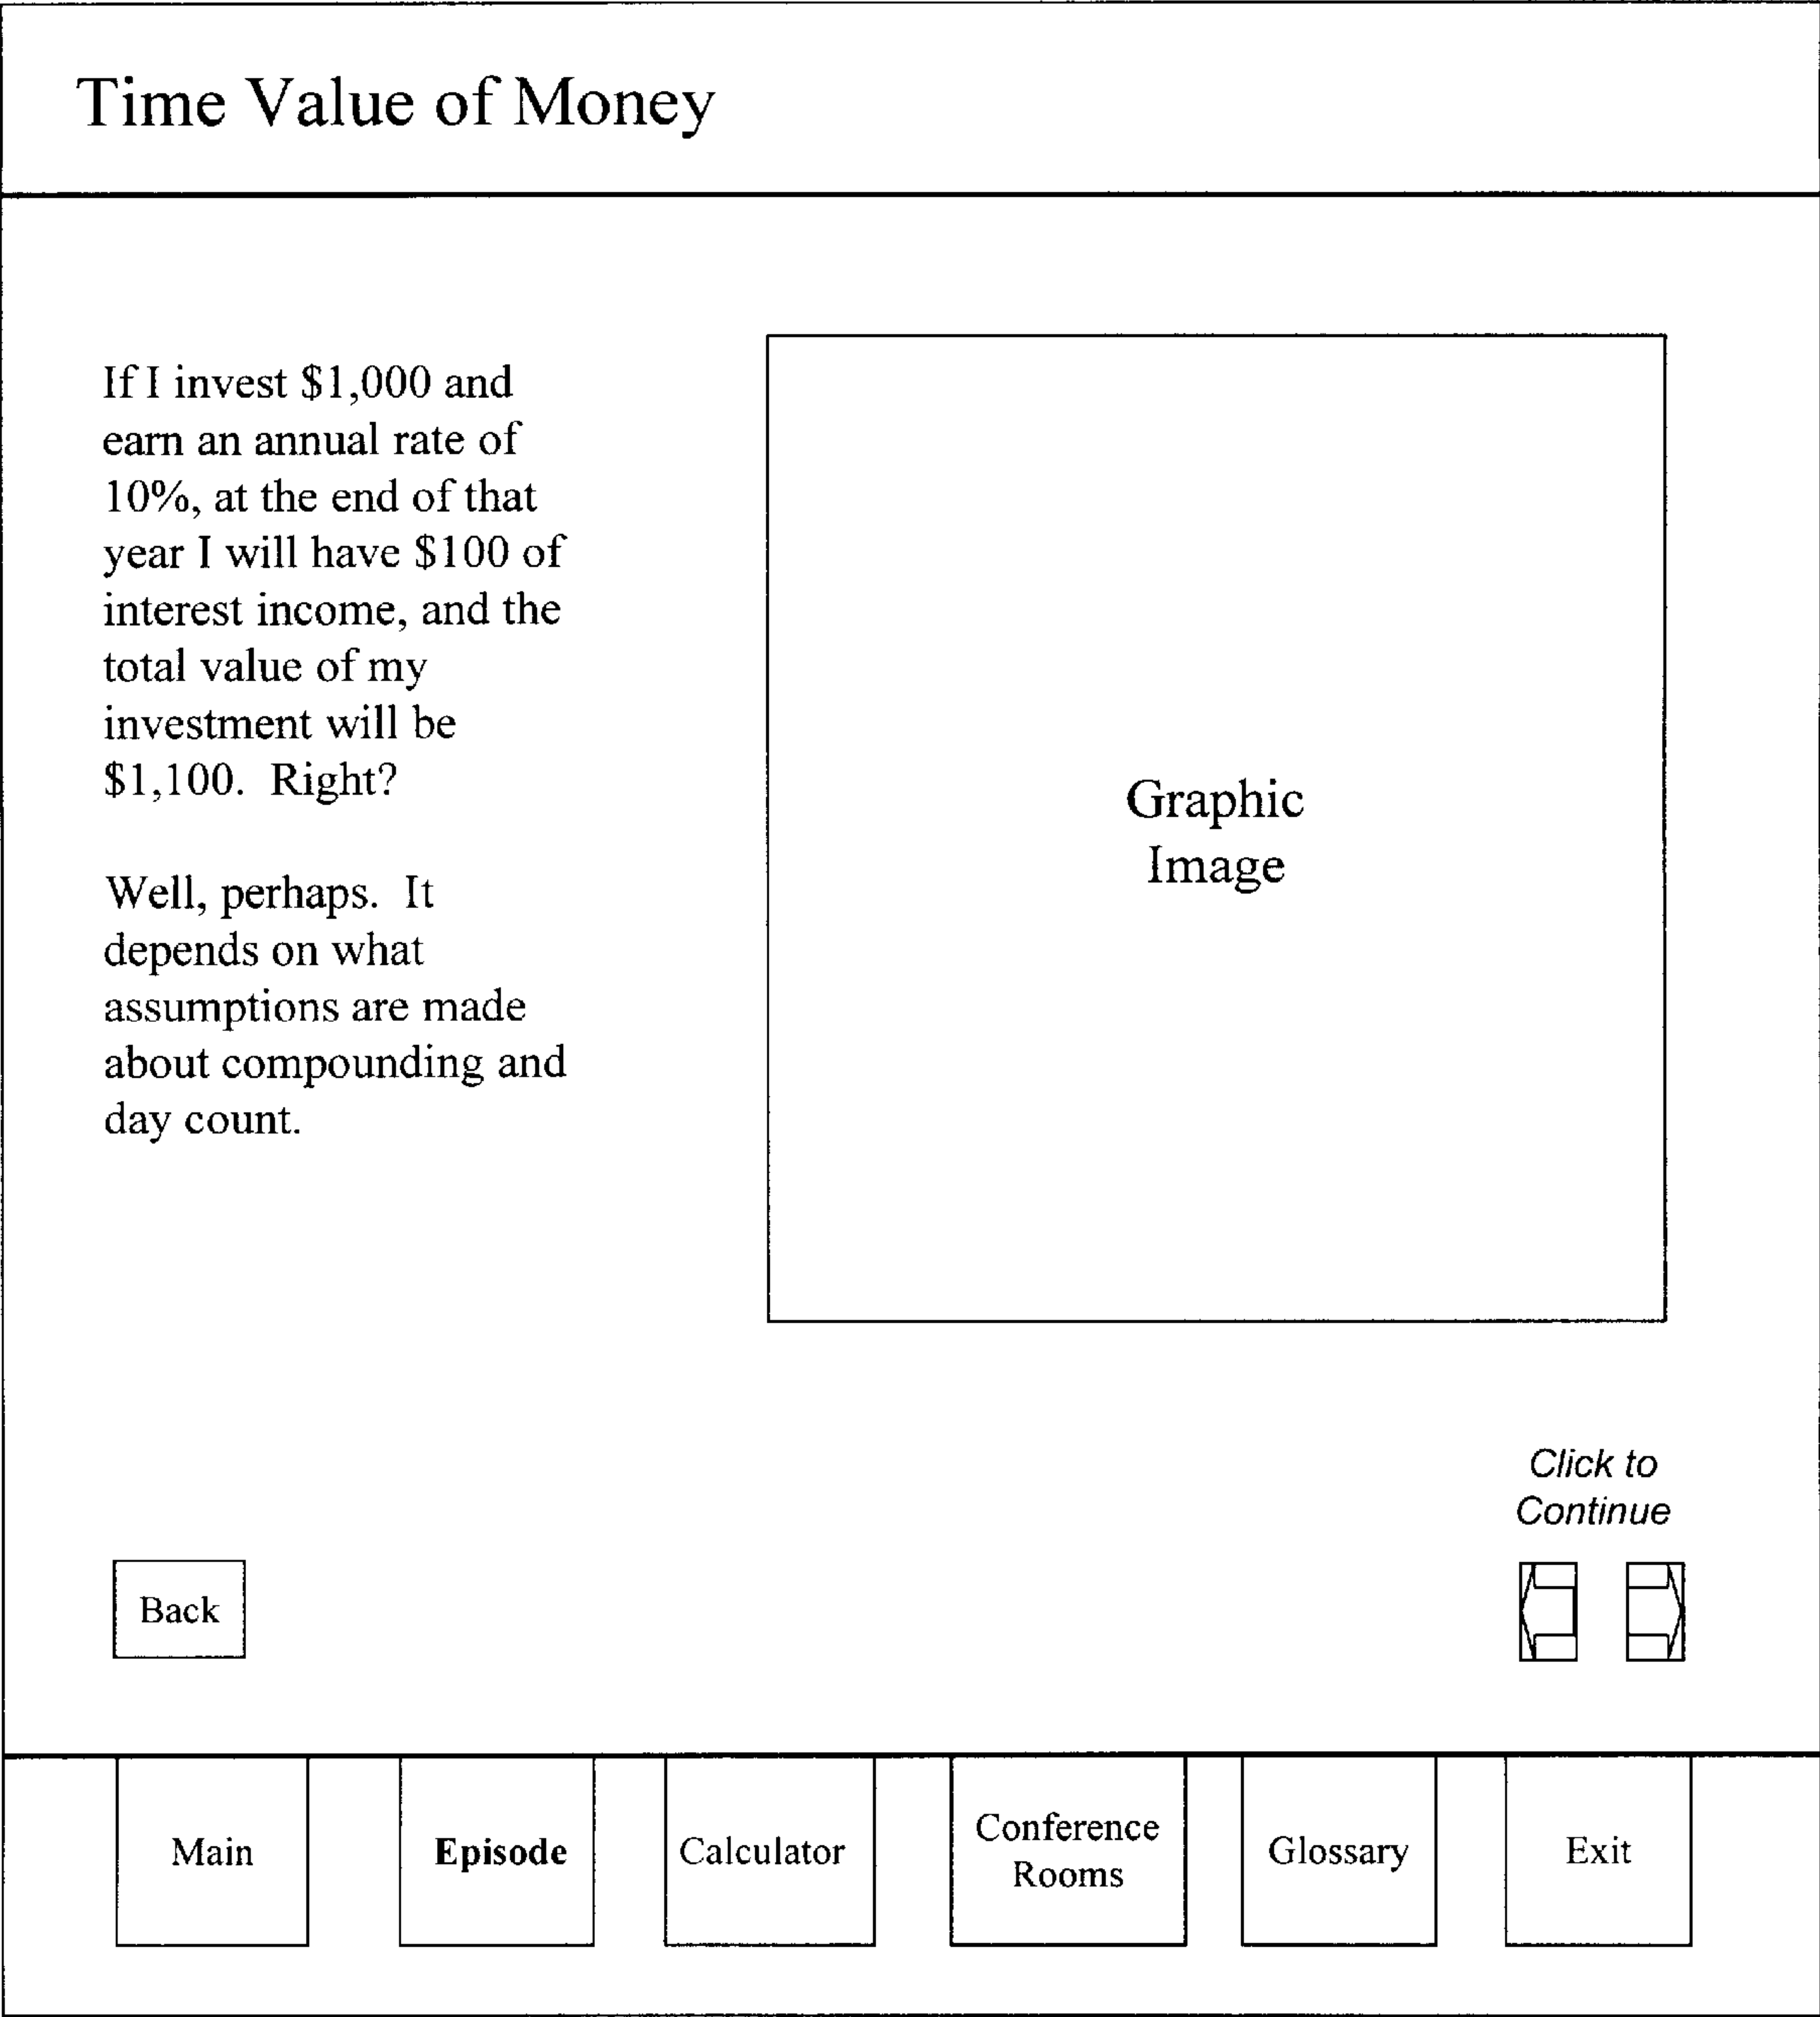 Time Value of Money
If I invest $1,000 and
earn an annual rate of
10%, at the end of that
year I will have $100 of
interest income, and the
total value of my
investment will be
$1,100. Right?
Well, perhaps. It
depends on what
assumptions are made
about compounding and
day count.
Graphic
Image
Click to
Continue
Back
Main
Episode
Calculator
Conference
Rooms
Glossary
Exit